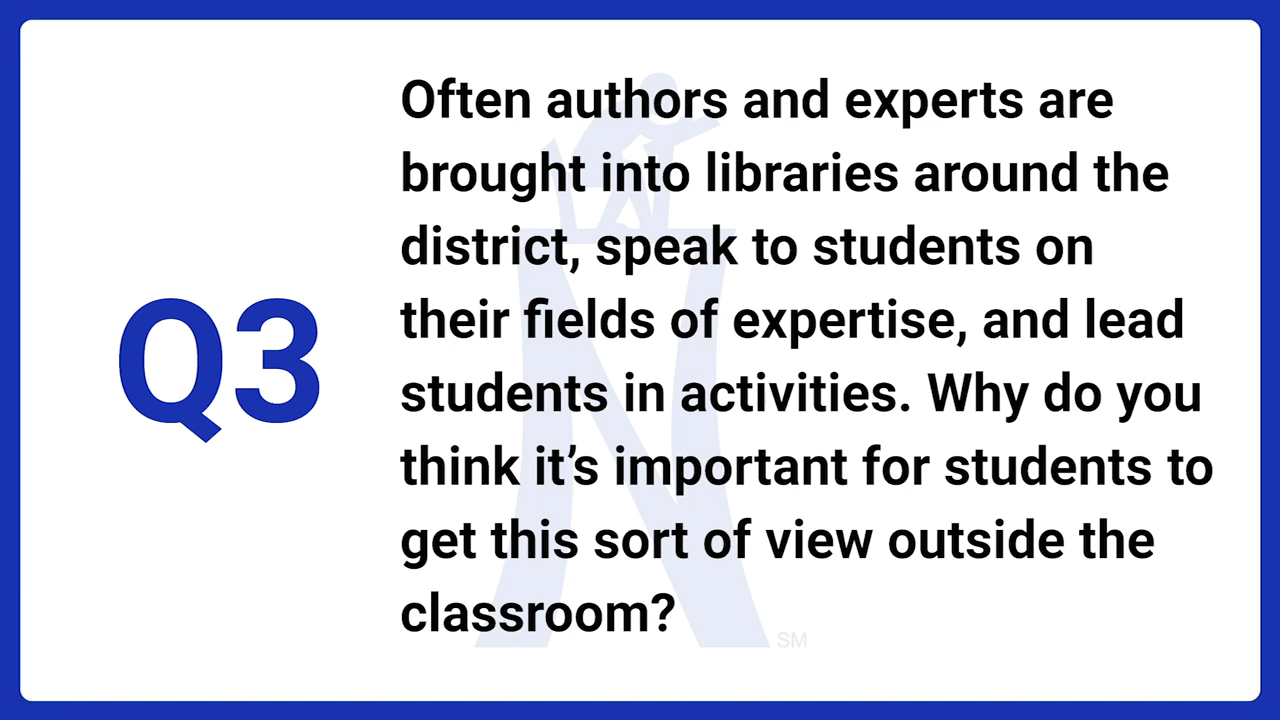 Q3
Often authors and experts are
brought into libraries around the
district, speak to students on
their fields of expertise, and lead
students in activities. Why do you
think it’s important for students to
get this sort of view outside the
classroom?
SM